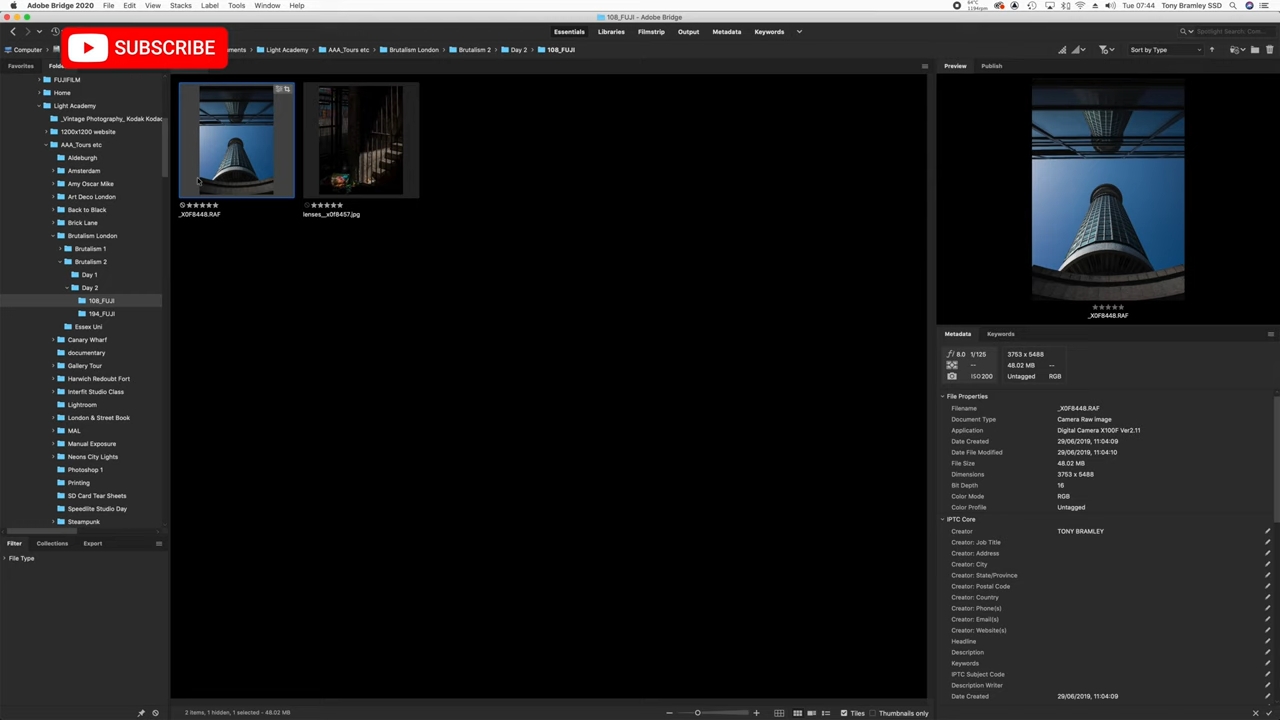 Adobe Bridge 2020 File Edit View Stacks Label Tools Window Help
64°C
1194rpm
Tue 07:44 Tony Bramley SSD
108_FUJI - Adobe Bridge
SUBSCRIBE
Essentials Libraries Filmstrip Output Metadata Keywords
Computer
Light Academy AAA_Tours etc Brutalism London Brutalism 2 Day 2 108_FUJI
Sort by Type
Favorites
FUJIFILM
Home
Light Academy
_Vintage Photography_ Kodak Kodac
1200x1200 website
AAA_Tours etc
Aldeburgh
Amsterdam
Amy Oscar Mike
Art Deco London
Back to Black
Brick Lane
Brutalism London
Brutalism 1
Brutalism 2
Day 1
Day 2
108_FUJI
194_FUJI
Essex Uni
Canary Wharf
documentary
Gallery Tour
Harwich Redoubt Fort
Interfit Studio Class
Lightroom
London & Street Book
MAL
Manual Exposure
Neons City Lights
Photoshop 1
Printing
SD Card Tear Sheets
Speedlite Studio Day
Steampunk
Filter Collections Export
File Type
_X0F8448.RAF
lenses__x0f8457.jpg
2 items, 1 hidden, 1 selected - 48.02 MB
Tiles Thumbnails only
Preview Publish
_X0F8448.RAF
Metadata Keywords
ƒ/ 8.0 1/125
--
ISO 200
3753 x 5488
48.02 MB --
Untagged RGB
File Properties
Filename _X0F8448.RAF
Document Type Camera Raw image
Application Digital Camera X100F Ver2.11
Date Created 29/06/2019, 11:04:09
Date File Modified 29/06/2019, 11:04:10
File Size 48.02 MB
Dimensions 3753 x 5488
Bit Depth 16
Color Mode RGB
Color Profile Untagged
IPTC Core
Creator TONY BRAMLEY
Creator: Job Title
Creator: Address
Creator: City
Creator: State/Province
Creator: Postal Code
Creator: Country
Creator: Phone(s)
Creator: Email(s)
Creator: Website(s)
Headline
Description
Keywords
IPTC Subject Code
Description Writer
Date Created 29/06/2019, 11:04:09